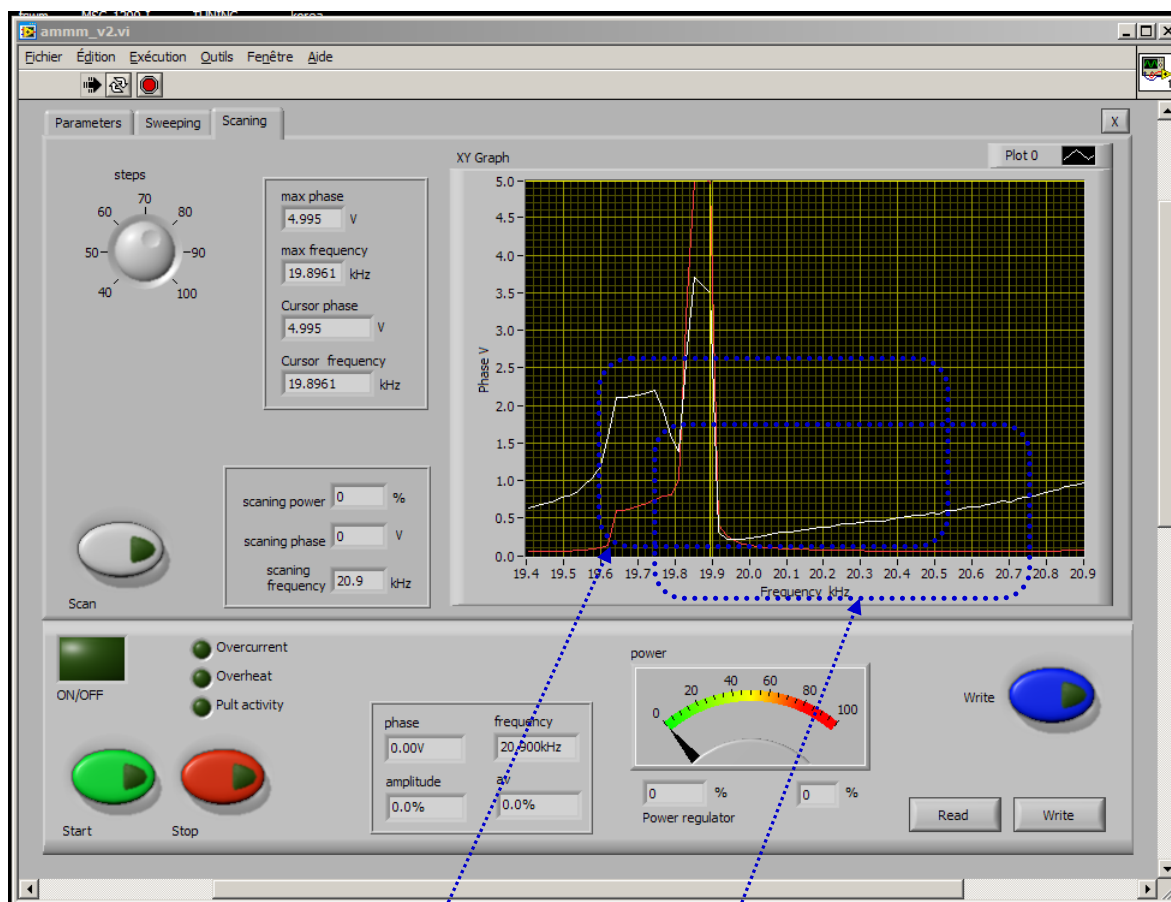 MSG_1200_I TUNING korea
ammm_v2.vi
Fichier Édition Exécution Outils Fenêtre Aide
Parameters Sweeping Scaning X
steps
40 50 60 70 80 90 100
max phase
4.995 V
max frequency
19.8961 kHz
Cursor phase
4.995 V
Cursor frequency
19.8961 kHz
scaning power 0 %
scaning phase 0 V
scaning
frequency 20.9 kHz
Scan
XY Graph
Plot 0
Phase V
5.0
4.5
4.0
3.5
3.0
2.5
2.0
1.5
1.0
0.5
0.0
19.4 19.5 19.6 19.7 19.8 19.9 20.0 20.1 20.2 20.3 20.4 20.5 20.6 20.7 20.8 20.9
Frequency kHz
ON/OFF
Overcurrent
Overheat
Pult activity
Start
Stop
phase
0.00V
frequency
20.900kHz
amplitude
0.0%
av
0.0%
power
0 20 40 60 80 100
0 % 0 %
Power regulator
Write
Read Write